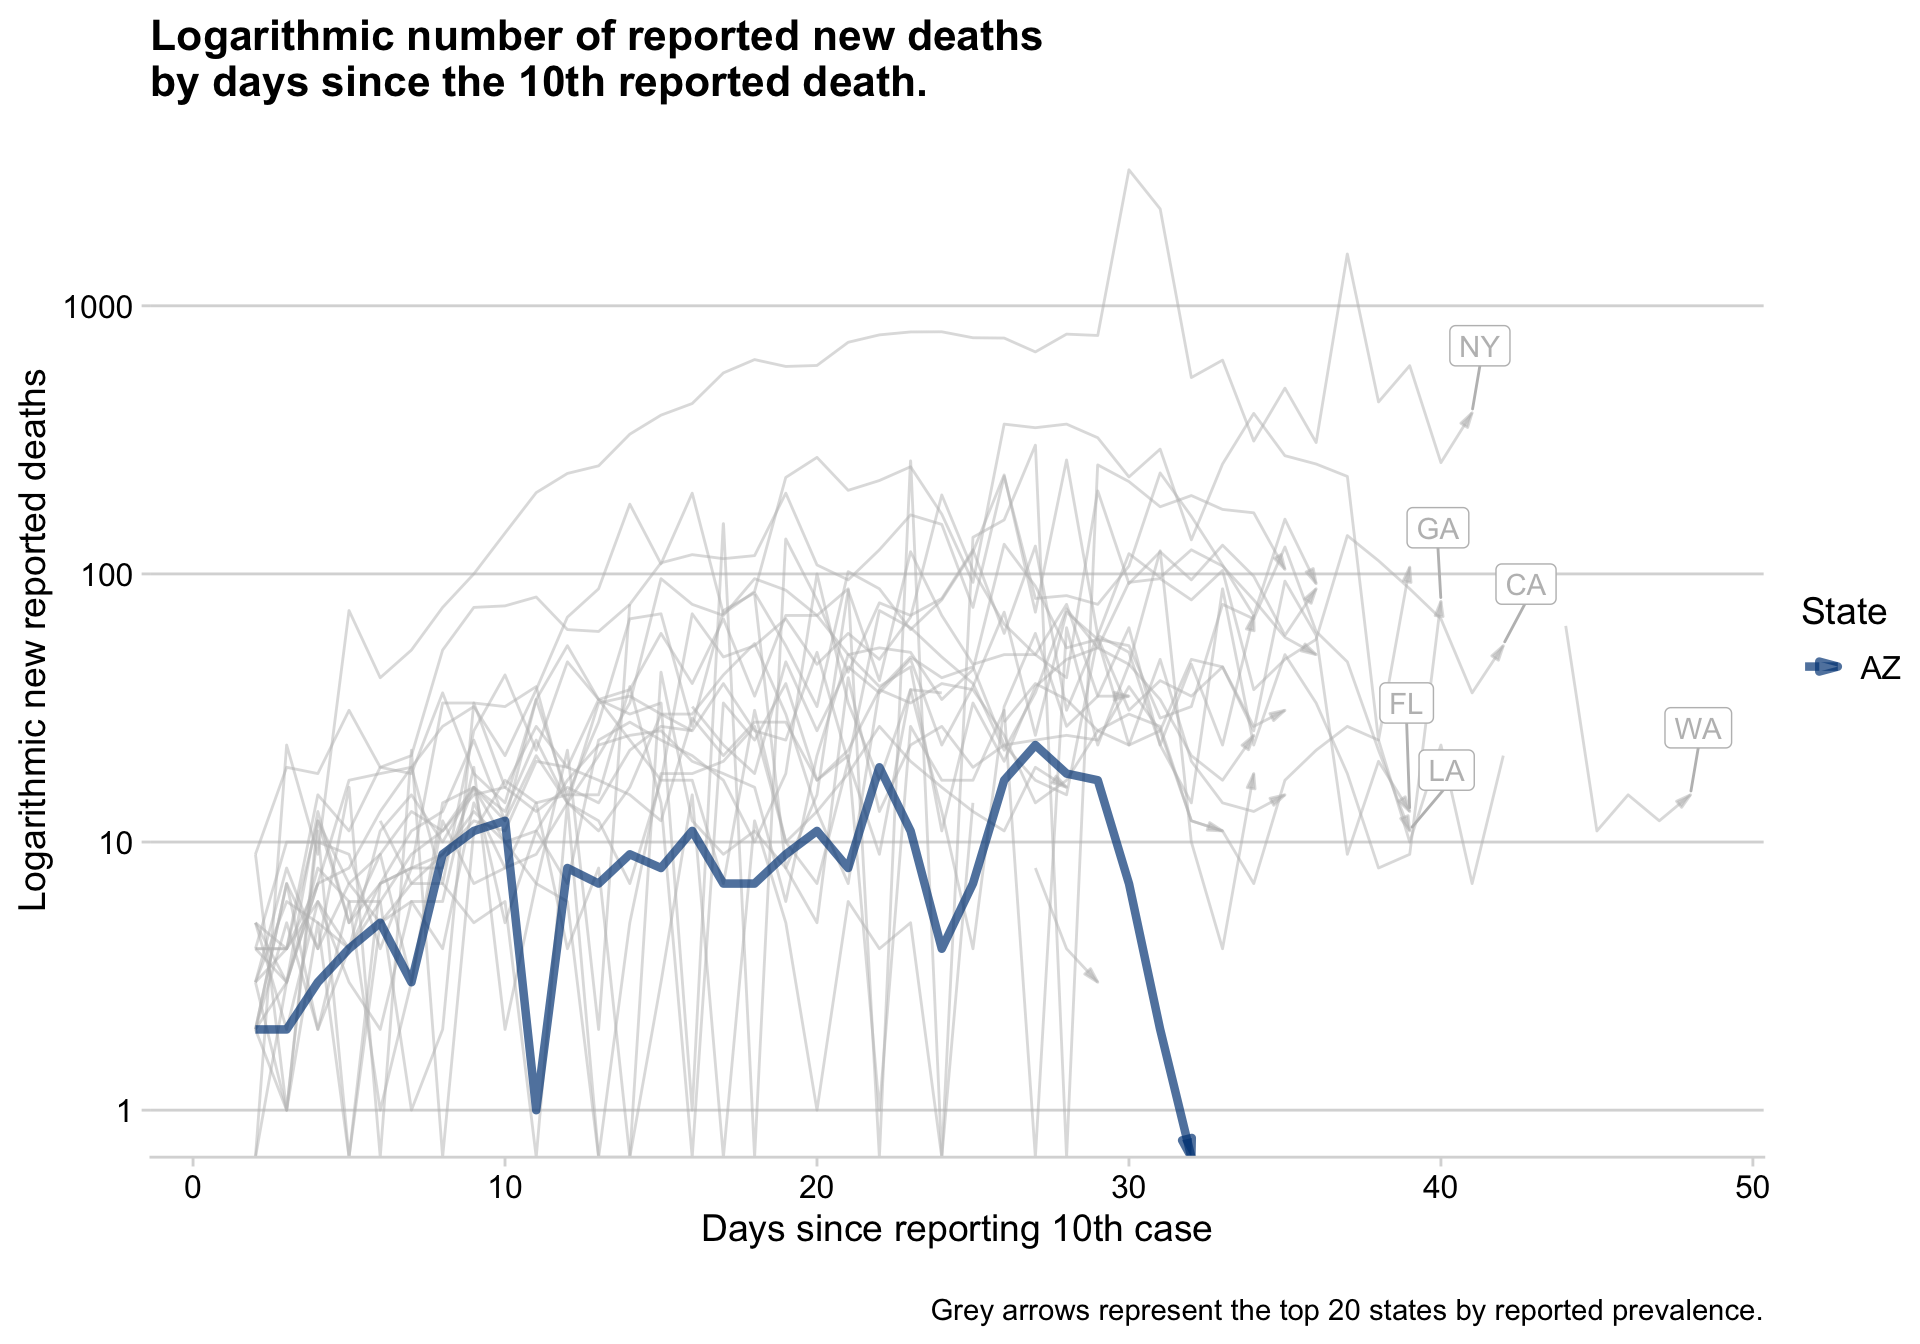 Logarithmic number of reported new deaths
by days since the 10th reported death.
Logarithmic new reported deaths
1000
100
10
1
NY
GA
CA
FL
WA
LA
State
AZ
0 10 20 30 40 50
Days since reporting 10th case
Grey arrows represent the top 20 states by reported prevalence.